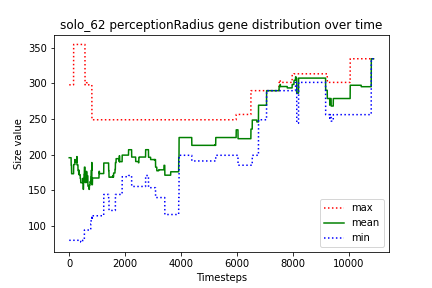 solo_62 perceptionRadius gene distribution over time
Size value
350
300
250
200
150
100
0
2000
4000
6000
8000
10000
Timesteps
max
mean
min